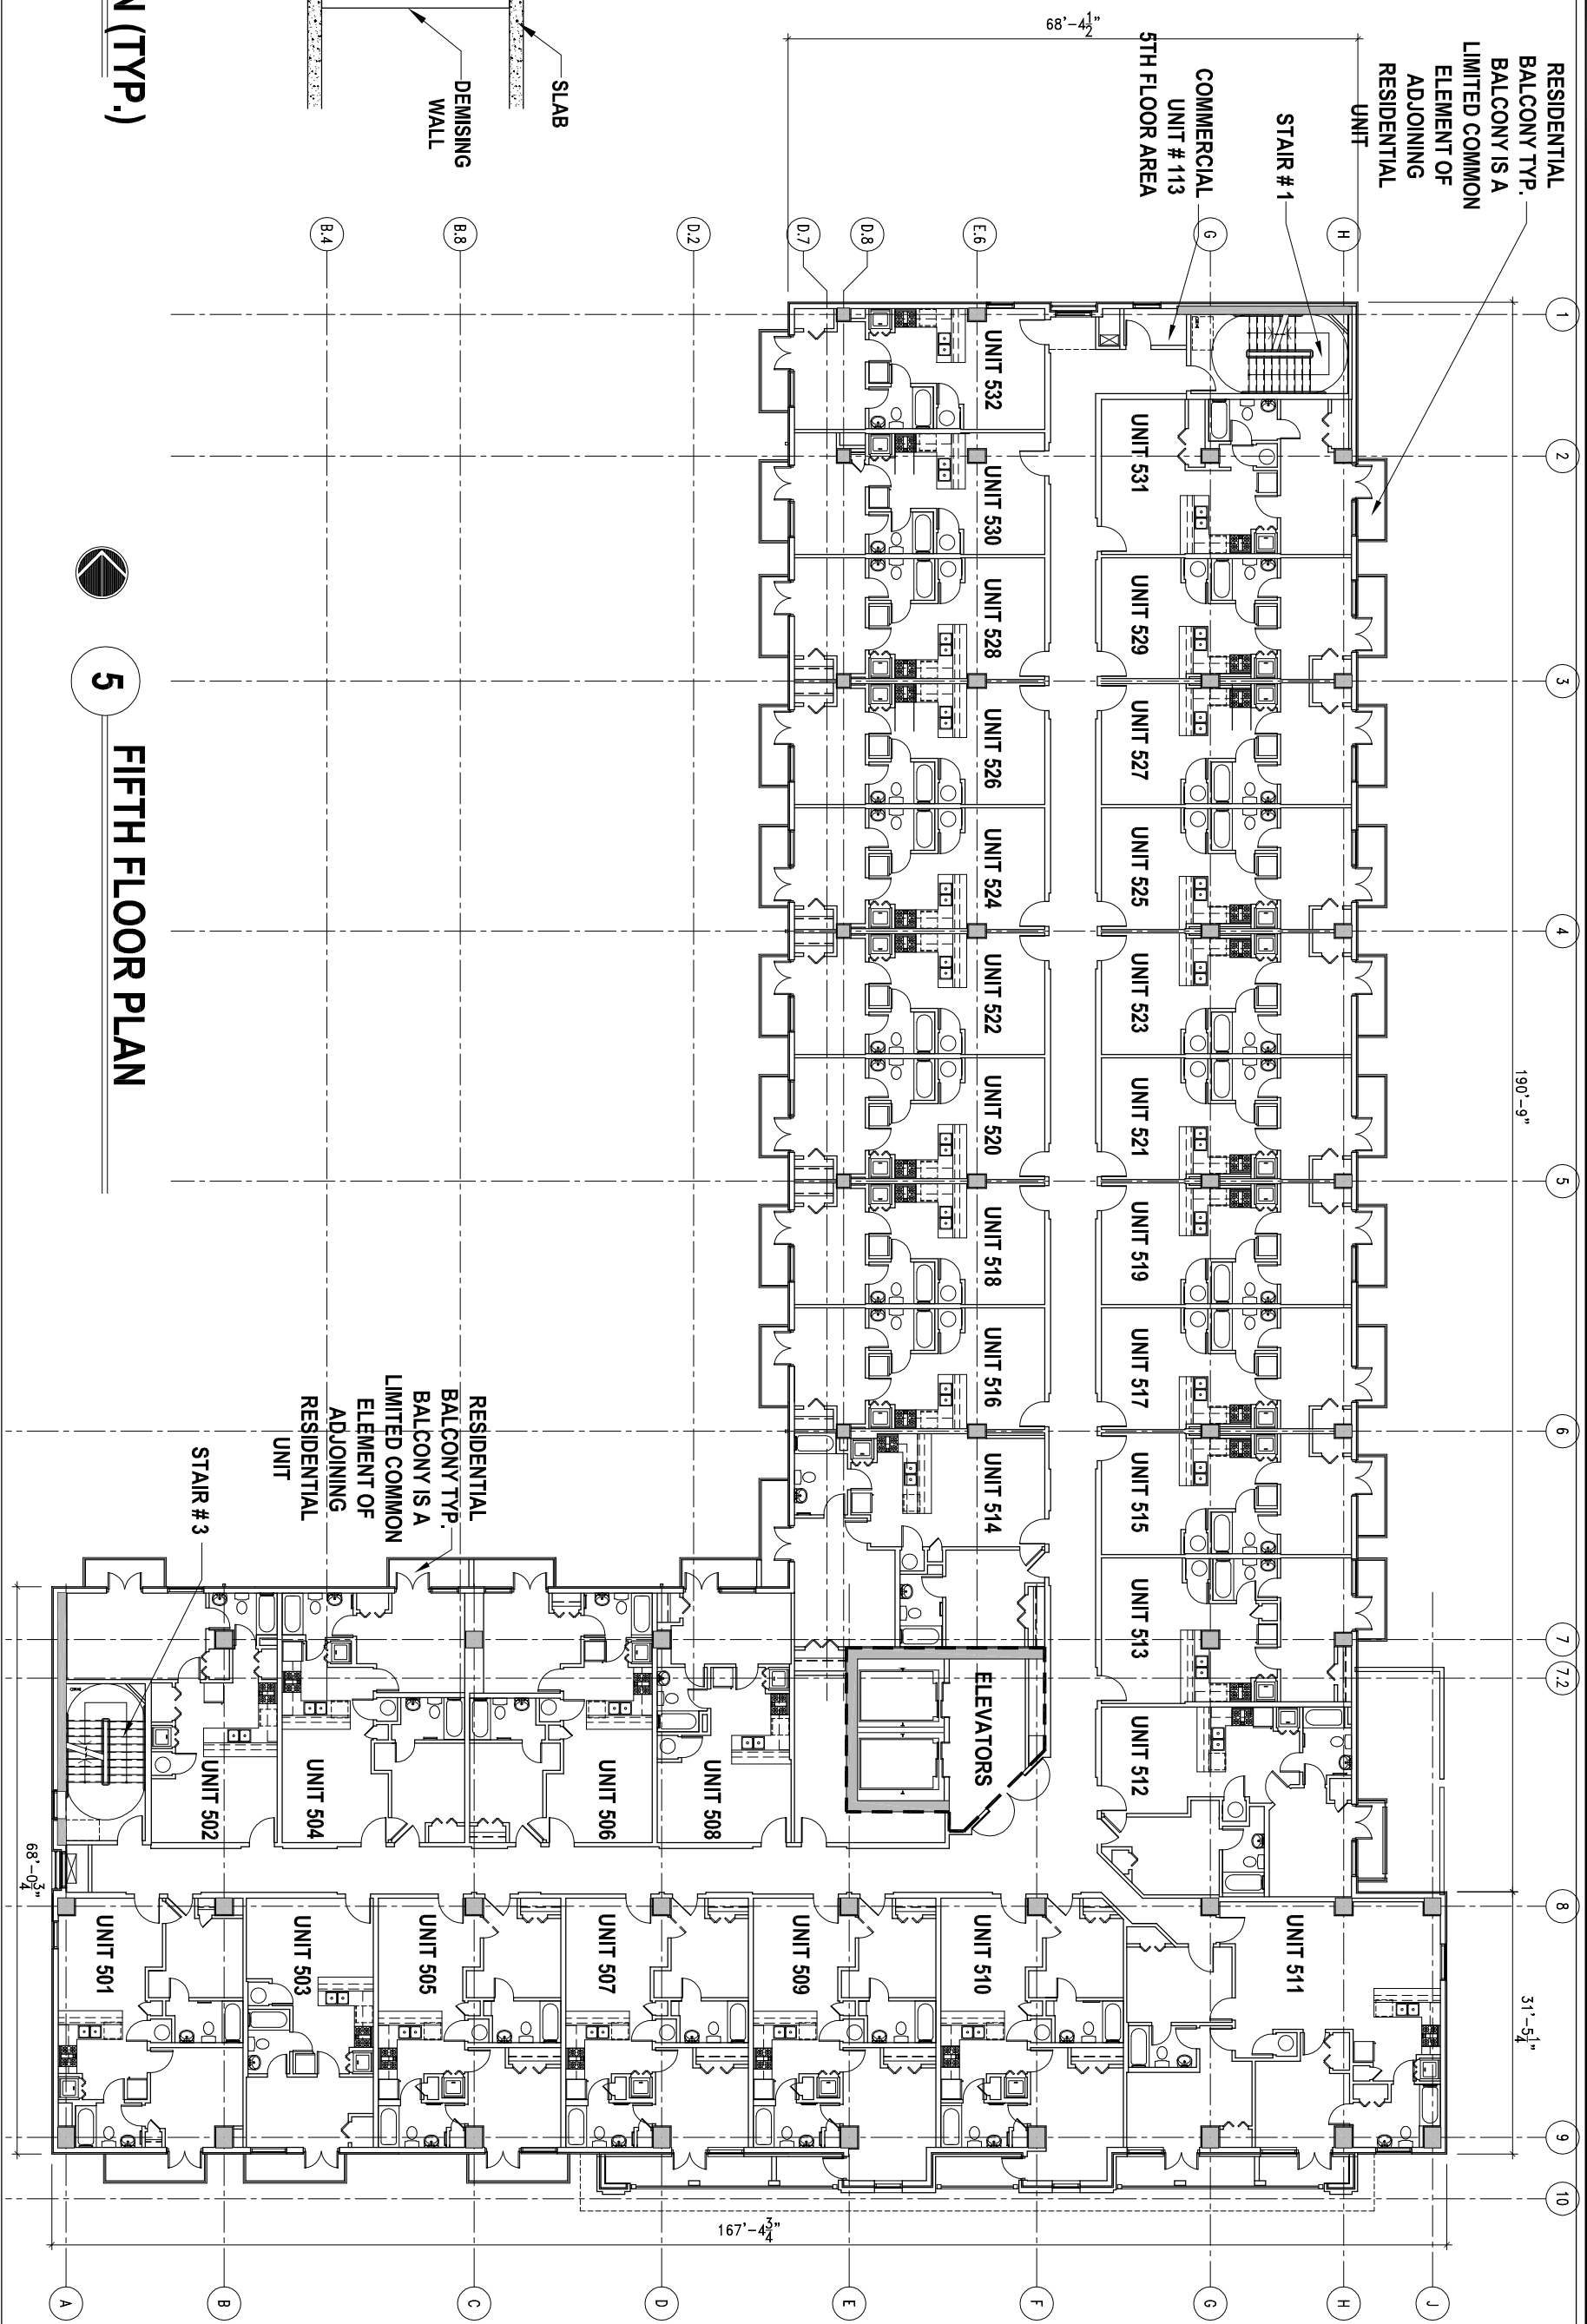 N (TYP.)
SLAB
DEMISING
WALL
68'-4½"
RESIDENTIAL
BALCONY TYP.
BALCONY IS A
LIMITED COMMON
ELEMENT OF
ADJOINING
RESIDENTIAL
UNIT
STAIR # 1
COMMERCIAL
UNIT # 113
5TH FLOOR AREA
B.4
B.8
D.2
D.7
D.8
E.6
G
H
1
2
3
4
5
6
7
7.2
8
9
10
190'-9"
31'-5¼"
UNIT 532
UNIT 530
UNIT 528
UNIT 526
UNIT 524
UNIT 522
UNIT 520
UNIT 518
UNIT 516
UNIT 514
UNIT 531
UNIT 529
UNIT 527
UNIT 525
UNIT 523
UNIT 521
UNIT 519
UNIT 517
UNIT 515
UNIT 513
UNIT 512
ELEVATORS
RESIDENTIAL
BALCONY TYP.
BALCONY IS A
LIMITED COMMON
ELEMENT OF
ADJOINING
RESIDENTIAL
UNIT
STAIR # 3
UNIT 502
UNIT 504
UNIT 506
UNIT 508
UNIT 501
UNIT 503
UNIT 505
UNIT 507
UNIT 509
UNIT 510
UNIT 511
68'-0¾"
167'-4¾"
A
B
C
D
E
F
G
H
J
5
FIFTH FLOOR PLAN